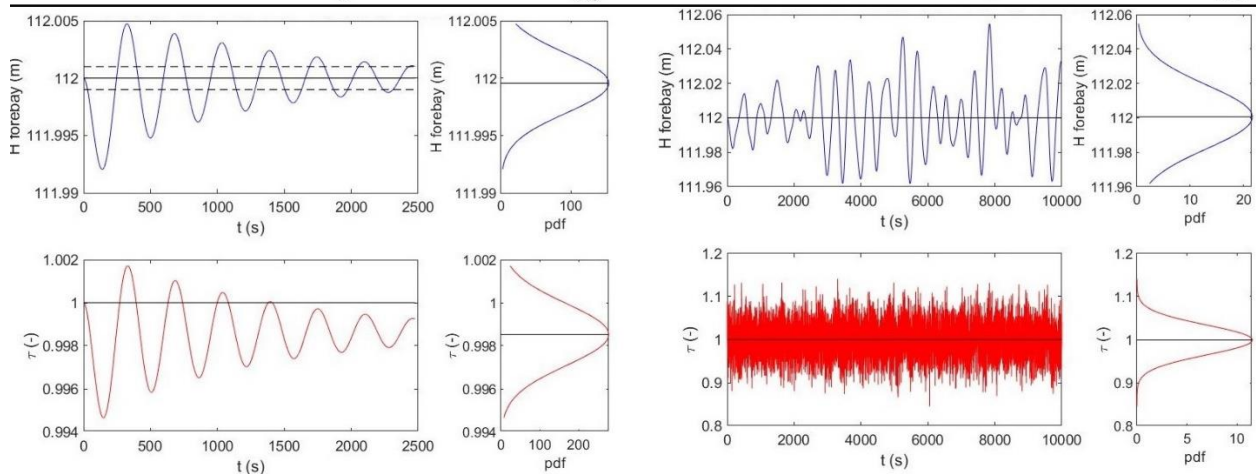 112.005
112
111.995
111.99
H forebay (m)
0 500 1000 1500 2000 2500
t (s)
112.005
112
111.995
111.99
H forebay (m)
100
pdf
112.06
112.04
112.02
112
111.98
111.96
H forebay (m)
0 2000 4000 6000 8000 10000
t (s)
112.06
112.04
112.02
112
111.98
111.96
H forebay (m)
0 10 20
pdf
1.002
1
0.998
0.996
0.994
τ (-)
0 500 1000 1500 2000 2500
t (s)
1.002
1
0.998
0.996
0.994
τ (-)
0 100 200
pdf
1.2
1.1
1
0.9
0.8
τ (-)
0 2000 4000 6000 8000 10000
t (s)
1.2
1.1
1
0.9
0.8
τ (-)
0 5 10
pdf